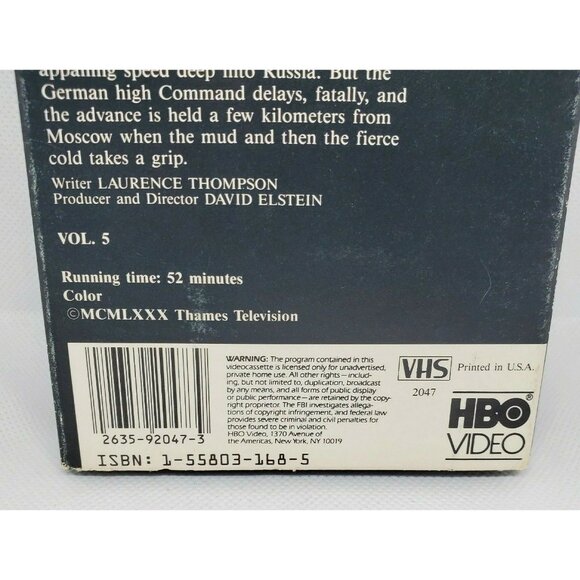 appalling speed deep into Russia. But the
German high Command delays, fatally, and
the advance is held a few kilometers from
Moscow when the mud and then the fierce
cold takes a grip.
Writer LAURENCE THOMPSON
Producer and Director DAVID ELSTEIN
VOL. 5
Running time: 52 minutes
Color
©MCMLXXX Thames Television
2635-92047-3
ISBN: 1-55803-168-5
WARNING: The program contained in this
videocassette is licensed only for unadvertised,
private home use. All other rights – includ-
ing, but not limited to, duplication, broadcast
by any means, and all forms of public display
or public performance – are retained by the copy-
right proprietor. The FBI investigates allega-
tions of copyright infringement, and federal law
provides severe criminal and civil penalties for
those found to be in violation.
HBO Video, 1370 Avenue of
the Americas, New York, NY 10019
VHS Printed in U.S.A.
2047
HBO®
VIDEO